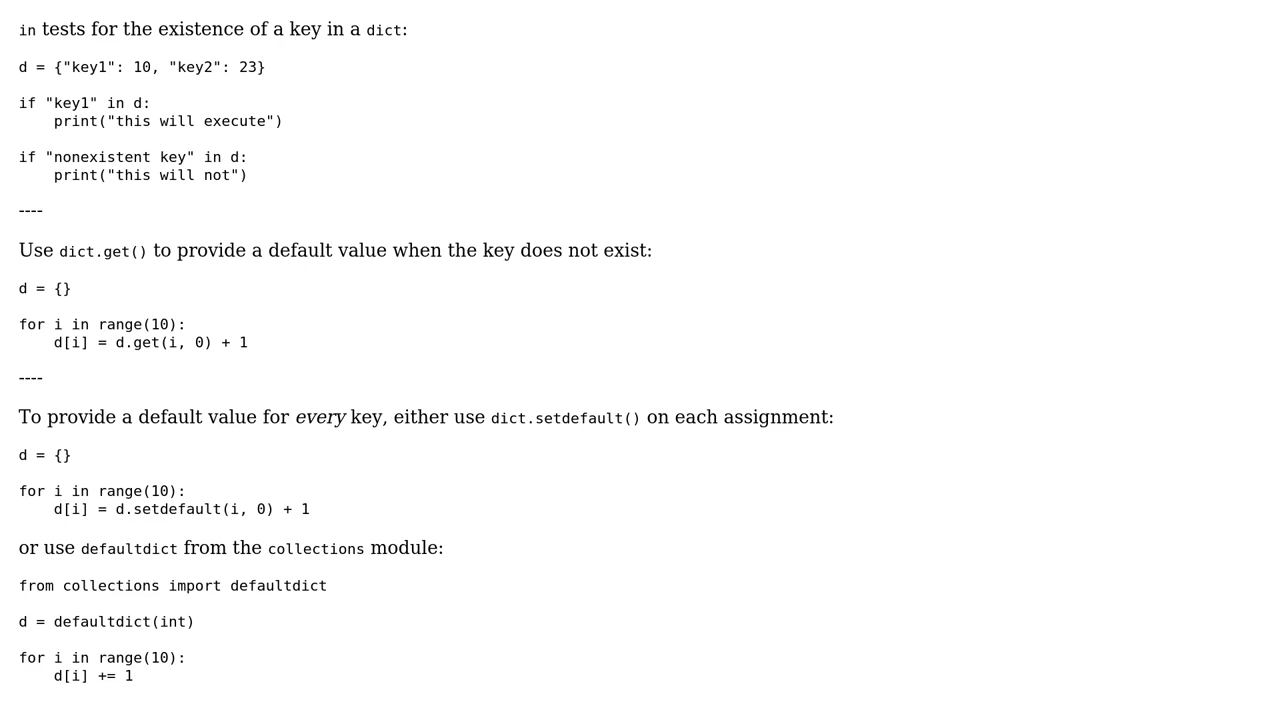 in tests for the existence of a key in a dict:
d = {"key1": 10, "key2": 23}
if "key1" in d:
    print("this will execute")
if "nonexistent key" in d:
    print("this will not")
----
Use dict.get() to provide a default value when the key does not exist:
d = {}
for i in range(10):
    d[i] = d.get(i, 0) + 1
----
To provide a default value for every key, either use dict.setdefault() on each assignment:
d = {}
for i in range(10):
    d[i] = d.setdefault(i, 0) + 1
or use defaultdict from the collections module:
from collections import defaultdict
d = defaultdict(int)
for i in range(10):
    d[i] += 1